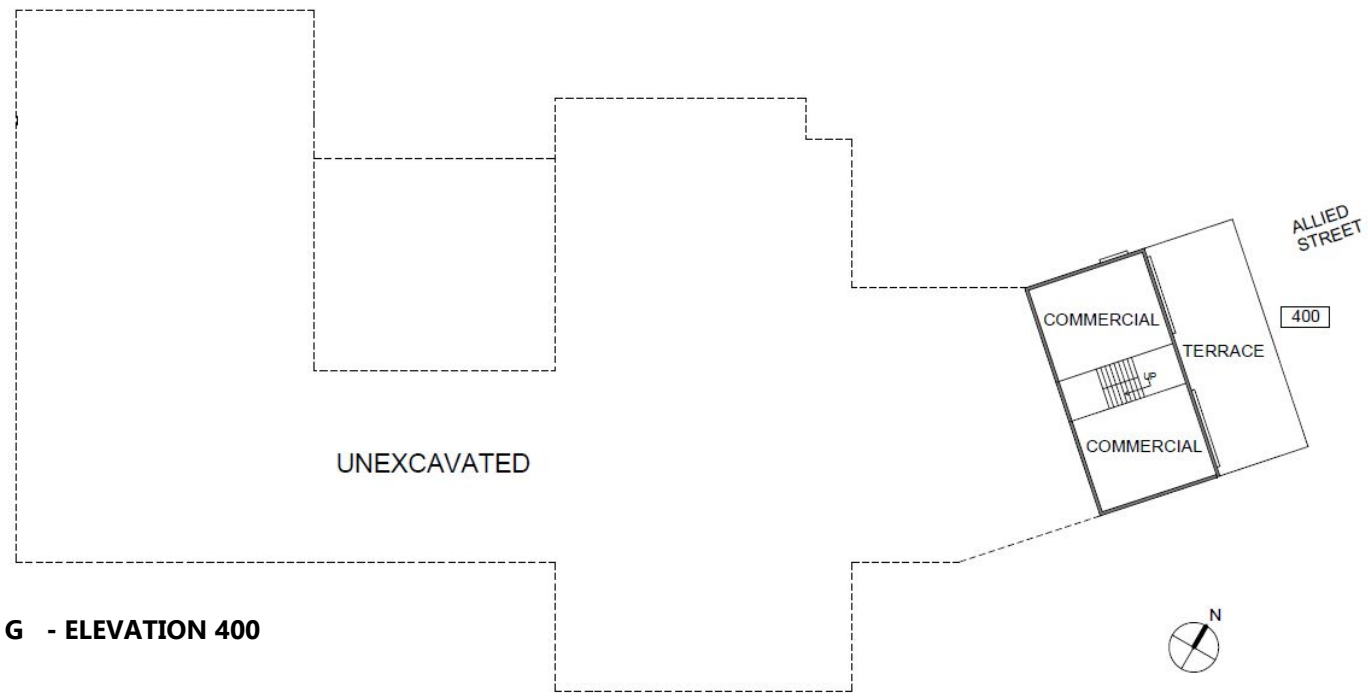 ALLIED
STREET
400
COMMERCIAL
TERRACE
UP
COMMERCIAL
UNEXCAVATED
N
G - ELEVATION 400